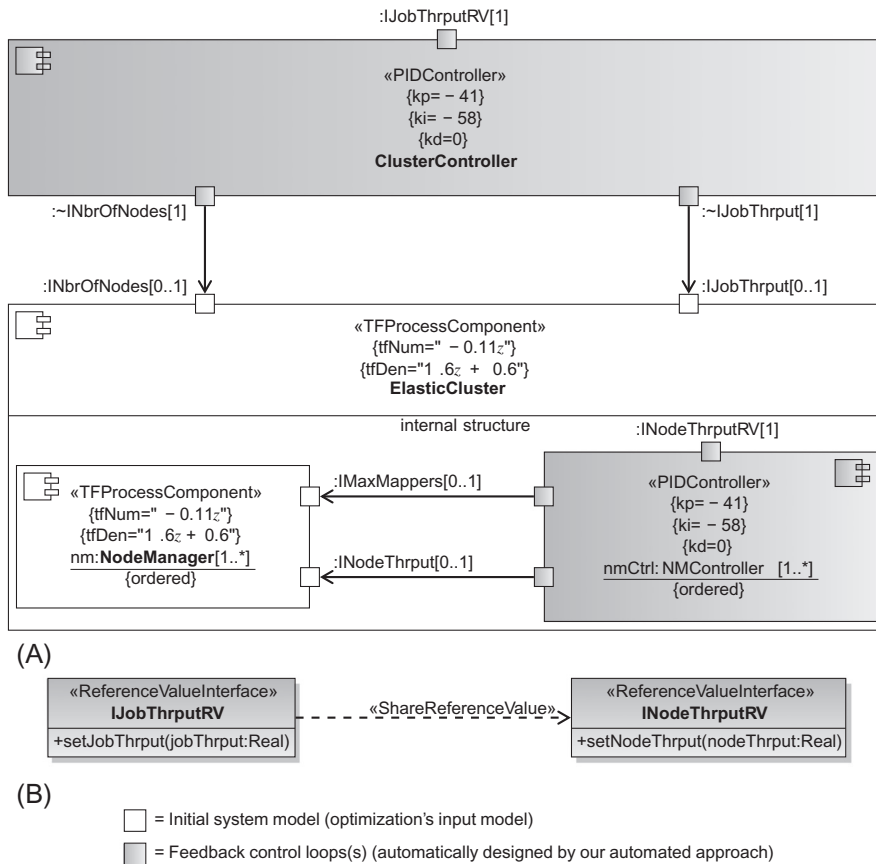 :IJobThrputRV[1]
«PIDController»
{kp= − 41}
{ki= − 58}
{kd=0}
ClusterController
:~INbrOfNodes[1]
:~IJobThrput[1]
:INbrOfNodes[0..1]
:IJobThrput[0..1]
«TFProcessComponent»
{tfNum=" − 0.11z"}
{tfDen="1 .6z + 0.6"}
ElasticCluster
internal structure
:INodeThrputRV[1]
«TFProcessComponent»
{tfNum=" − 0.11z"}
{tfDen="1 .6z + 0.6"}
nm:NodeManager[1..*]
{ordered}
:IMaxMappers[0..1]
:INodeThrput[0..1]
«PIDController»
{kp= − 41}
{ki= − 58}
{kd=0}
nmCtrl: NMController [1..*]
{ordered}
(A)
«ReferenceValueInterface»
IJobThrputRV
+setJobThrput(jobThrput:Real)
«ShareReferenceValue»
«ReferenceValueInterface»
INodeThrputRV
+setNodeThrput(nodeThrput:Real)
(B)
= Initial system model (optimization's input model)
= Feedback control loops(s) (automatically designed by our automated approach)